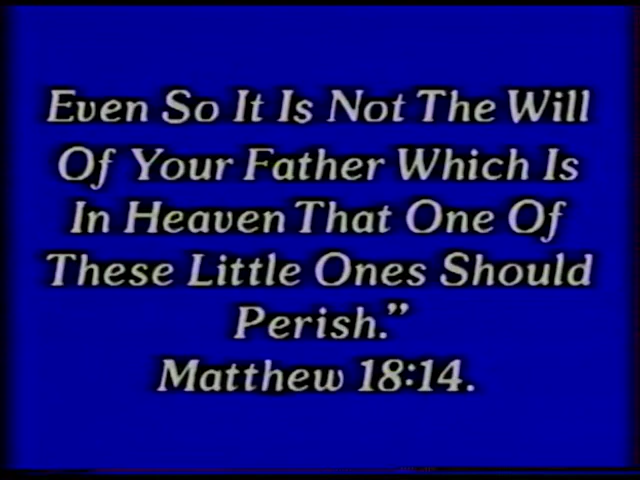 Even So It Is Not The Will
Of Your Father Which Is
In Heaven That One Of
These Little Ones Should
Perish.”
Matthew 18:14.